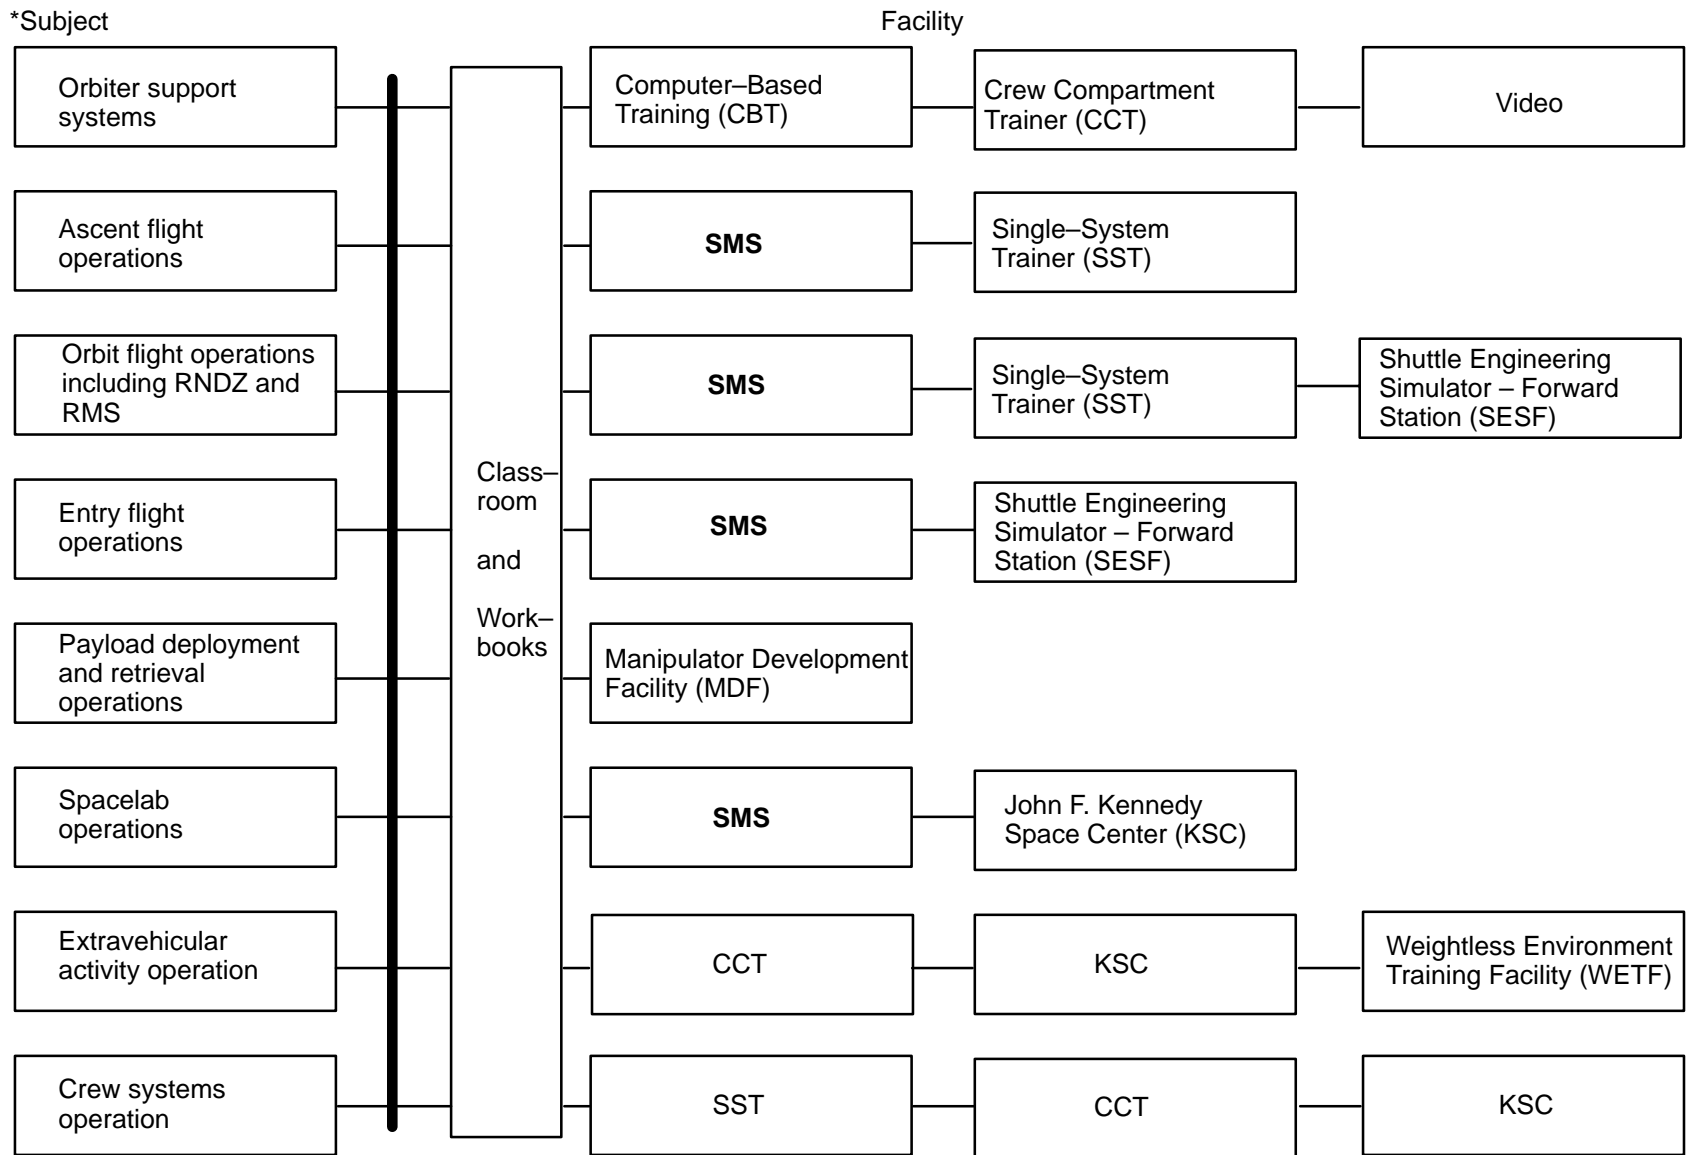 *Subject
Facility
Orbiter support
systems
Computer–Based
Training (CBT)
Crew Compartment
Trainer (CCT)
Video
Ascent flight
operations
SMS
Single–System
Trainer (SST)
Orbit flight operations
including RNDZ and
RMS
SMS
Single–System
Trainer (SST)
Shuttle Engineering
Simulator – Forward
Station (SESF)
Class–
room
and
Work–
books
Entry flight
operations
SMS
Shuttle Engineering
Simulator – Forward
Station (SESF)
Payload deployment
and retrieval
operations
Manipulator Development
Facility (MDF)
Spacelab
operations
SMS
John F. Kennedy
Space Center (KSC)
Extravehicular
activity operation
CCT
KSC
Weightless Environment
Training Facility (WETF)
Crew systems
operation
SST
CCT
KSC